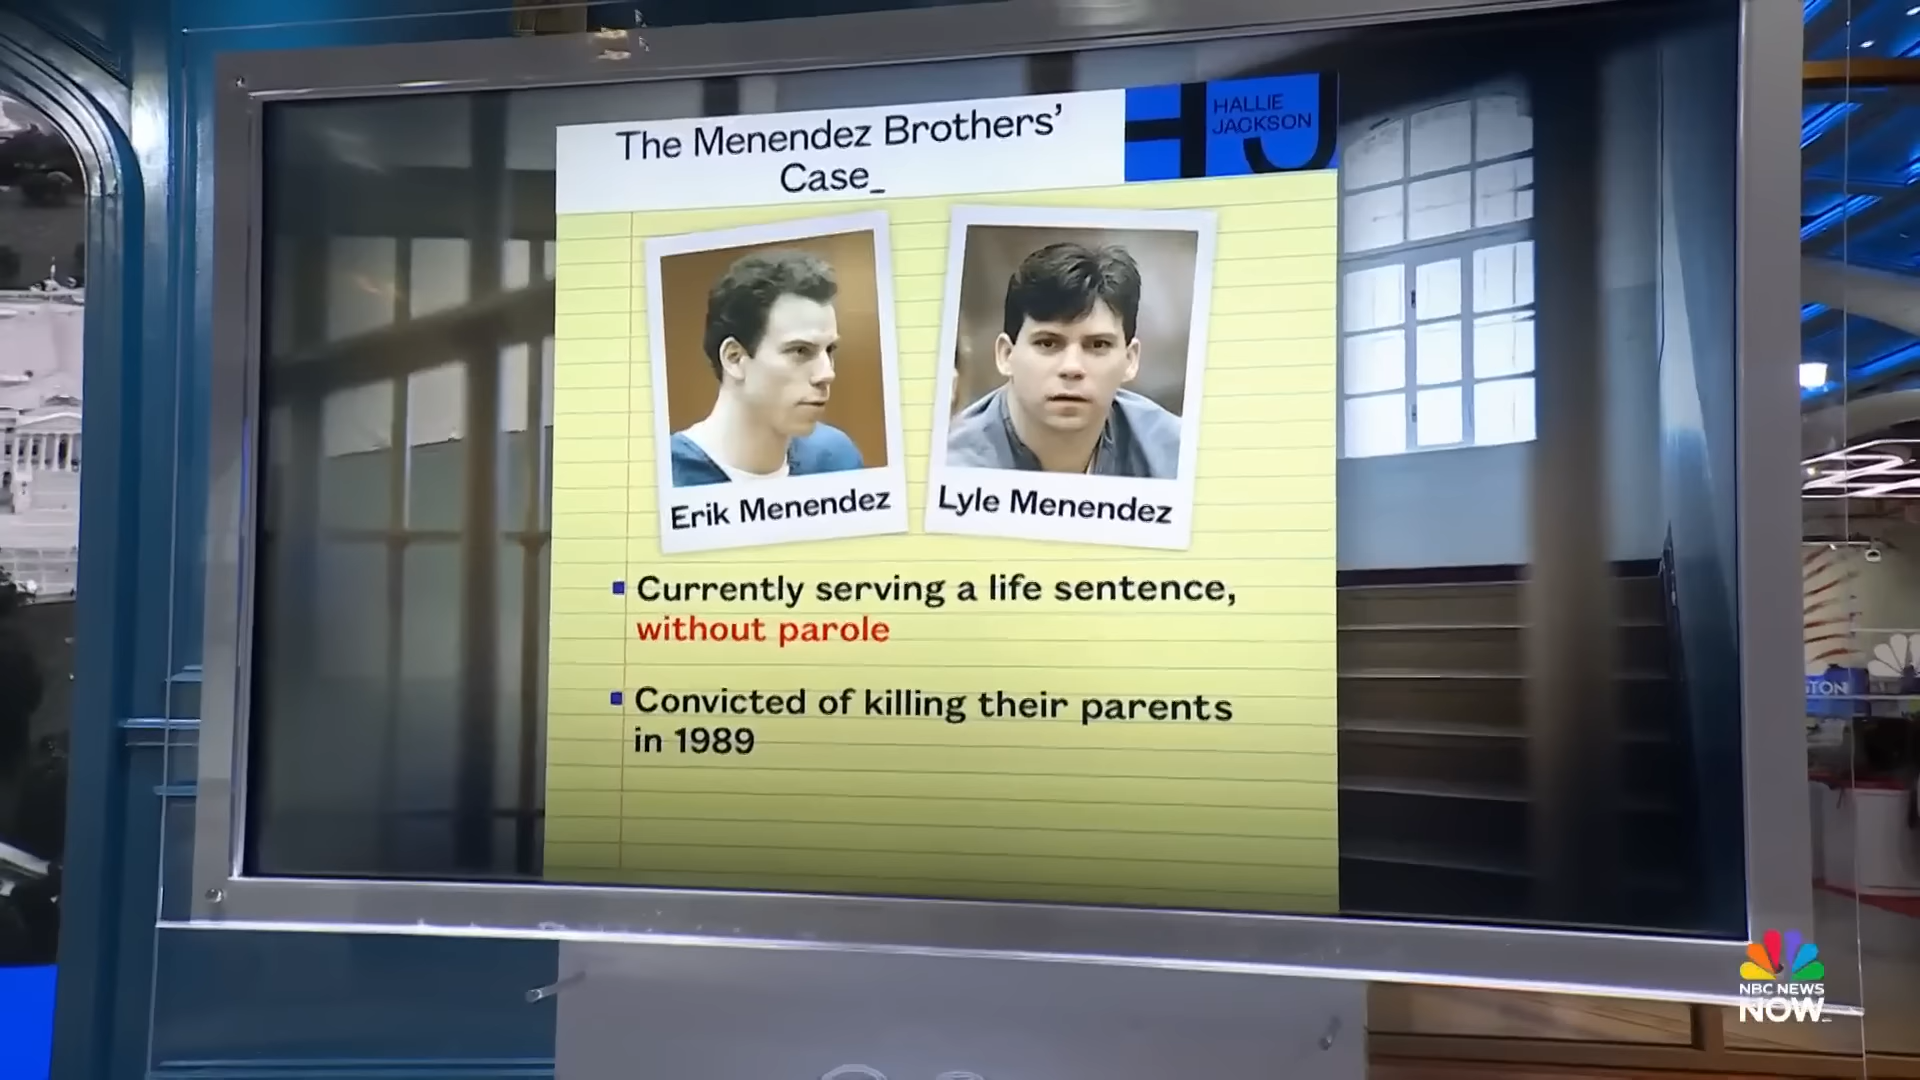 The Menendez Brothers’
Case_
HALLIE
JACKSON
Erik Menendez
Lyle Menendez
Currently serving a life sentence,
without parole
Convicted of killing their parents
in 1989
NBC NEWS
NOW_